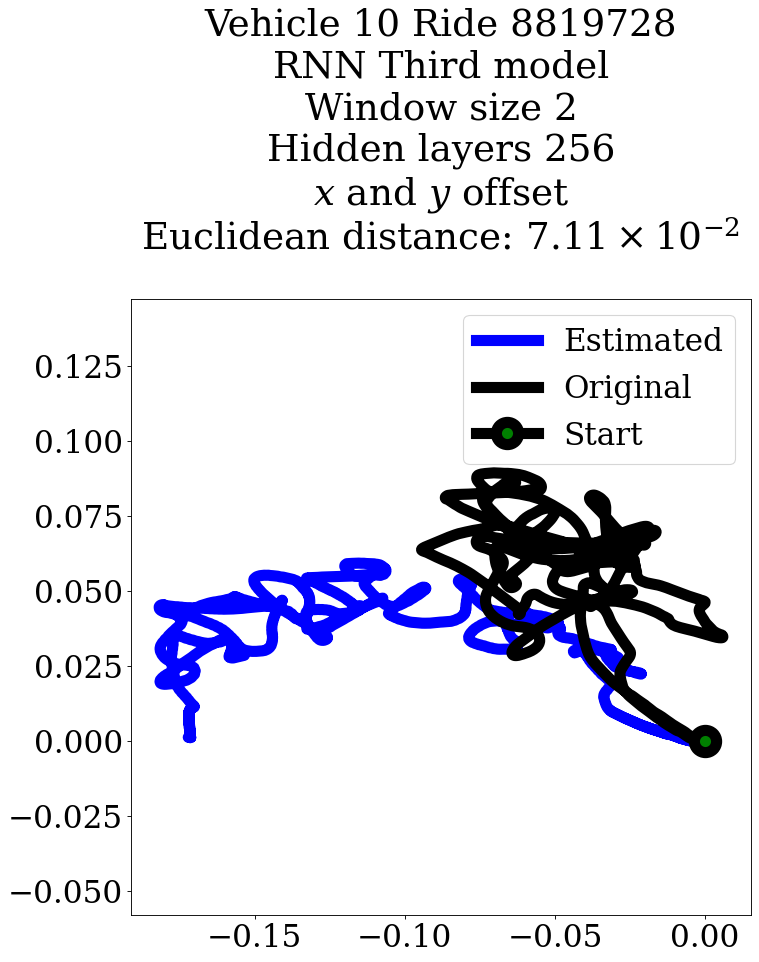 Vehicle 10 Ride 8819728
RNN Third model
Window size 2
Hidden layers 256
x and y offset
Euclidean distance: 7.11 × 10⁻²
Estimated
Original
Start
0.125
0.100
0.075
0.050
0.025
0.000
−0.025
−0.050
−0.15 −0.10 −0.05 0.00